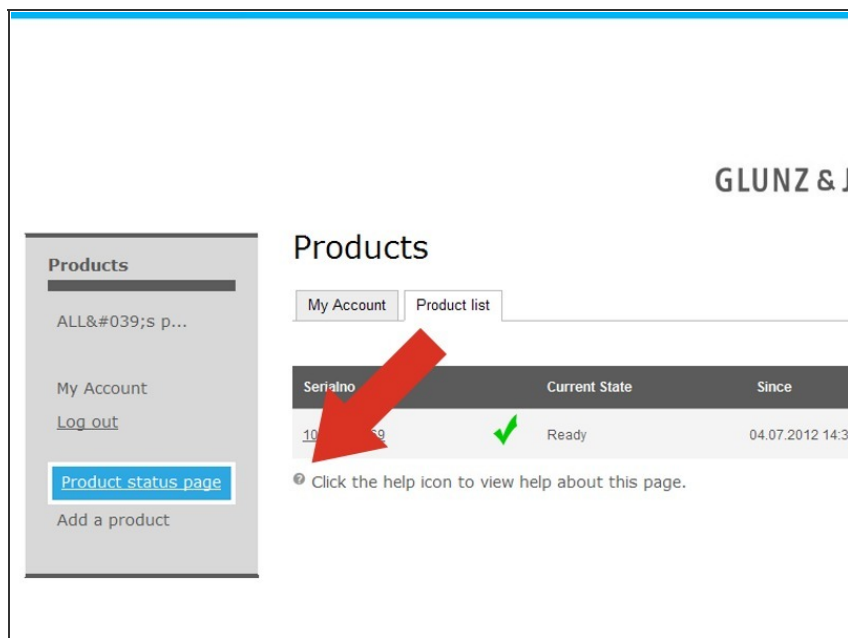 GLUNZ & J
Products
ALL&#039;s p...
My Account
Log out
Product status page
Add a product
Products
My Account Product list
Serialno Current State Since
Ready 04.07.2012 14:3
Click the help icon to view help about this page.